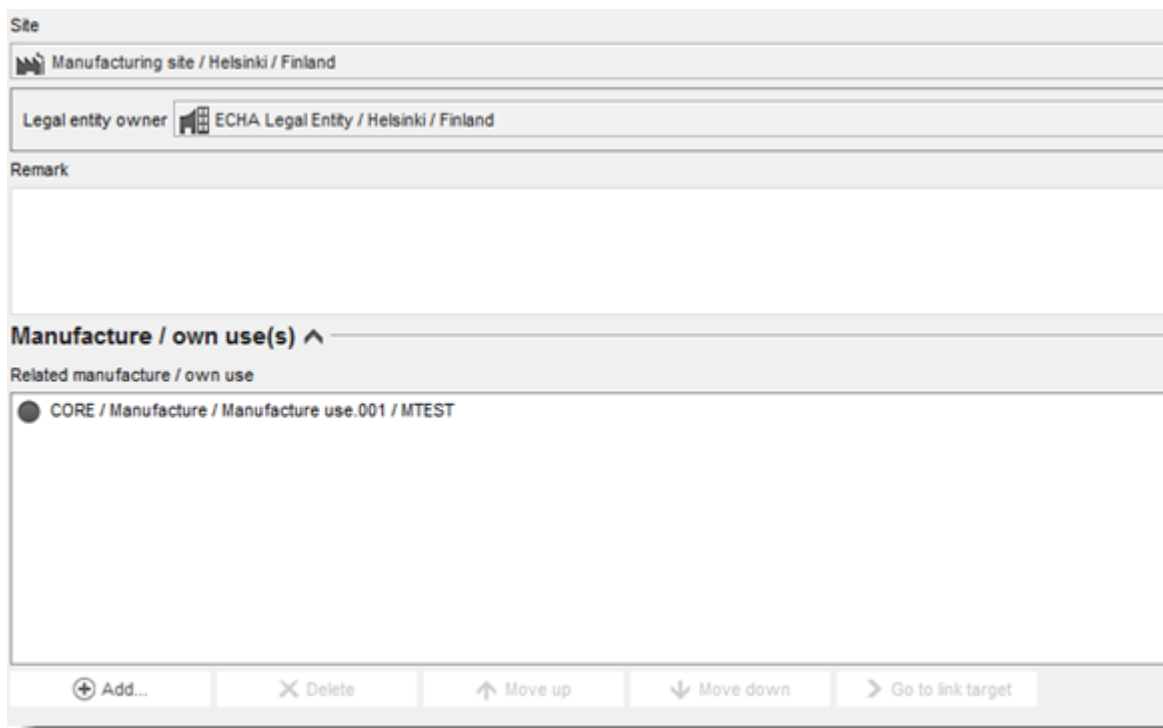 Site
Manufacturing site / Helsinki / Finland
Legal entity owner ECHA Legal Entity / Helsinki / Finland
Remark
Manufacture / own use(s)
Related manufacture / own use
CORE / Manufacture / Manufacture use.001 / MTEST
Add... Delete Move up Move down Go to link target